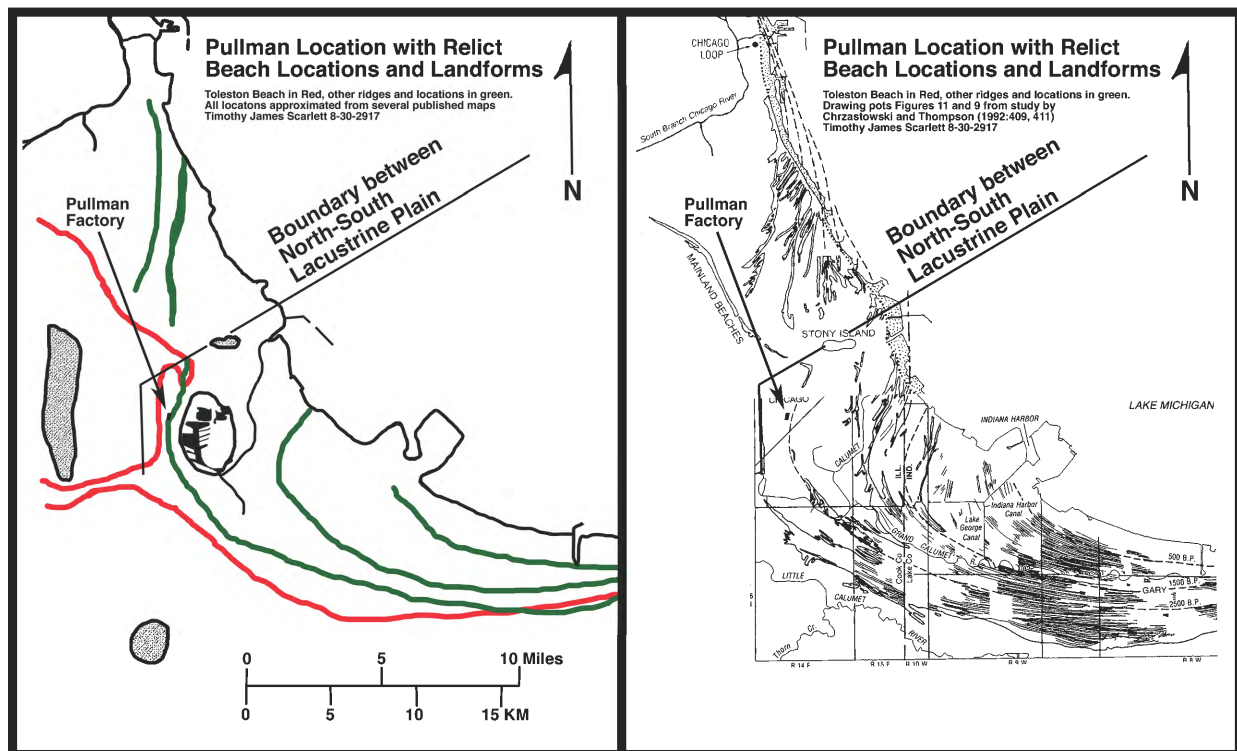 Pullman Location with Relict
Beach Locations and Landforms
Toleston Beach in Red, other ridges and locations in green.
All locatons approximated from several published maps
Timothy James Scarlett 8-30-2917
Boundary between
North-South
Lacustrine Plain
N
Pullman
Factory
0 5 10 Miles
0 5 10 15 KM
CHICAGO
LOOP
Pullman Location with Relict
Beach Locations and Landforms
Toleston Beach in Red, other ridges and locations in green.
Drawing pots Figures 11 and 9 from study by
Chrzastowski and Thompson (1992:409, 411)
Timothy James Scarlett 8-30-2917
South Branch Chicago River
Boundary between
North-South
Lacustrine Plain
N
Pullman
Factory
MAINLAND BEACHES
STONY ISLAND
CHICAGO
LAKE MICHIGAN
INDIANA HARBOR
CALUMET
ILL.
IND.
Indiana Harbor
Canal
Lake
George
Canal
GRAND CALUMET R.
Cook Co
Lake Co
500 B.P.
1500 B.P.
GARY
2500 B.P.
LITTLE
CALUMET
RIVER
Thorn Cr.
R 14 E R 15 E R 10 W R 9 W R 8 W